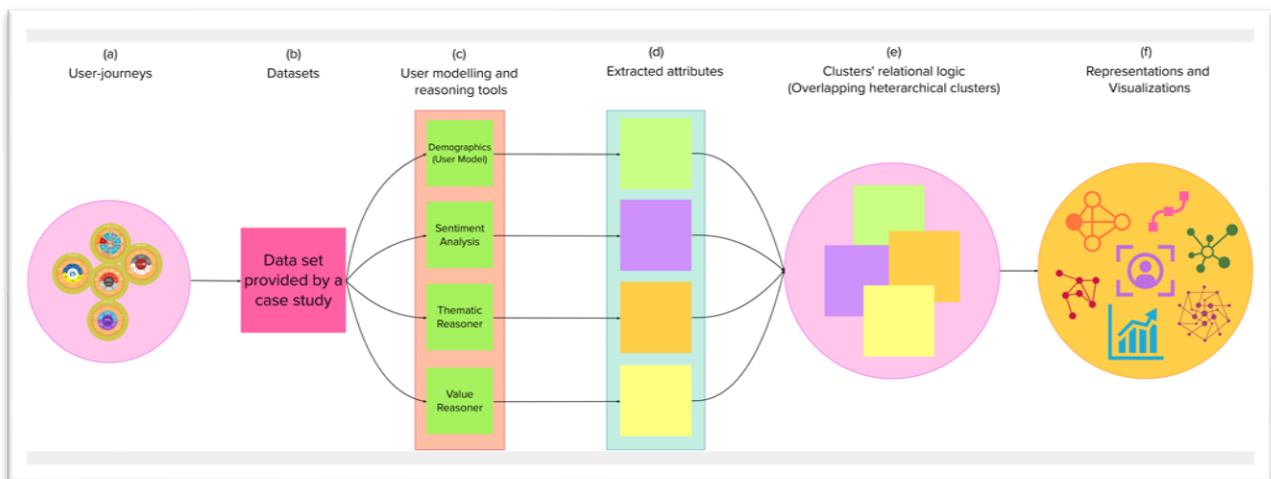 (a)
User-journeys
(b)
Datasets
(c)
User modelling and
reasoning tools
(d)
Extracted attributes
(e)
Clusters' relational logic
(Overlapping heterarchical clusters)
(f)
Representations and
Visualizations
Data set
provided by a
case study
Demographics
(User Model)
Sentiment
Analysis
Thematic
Reasoner
Value
Reasoner